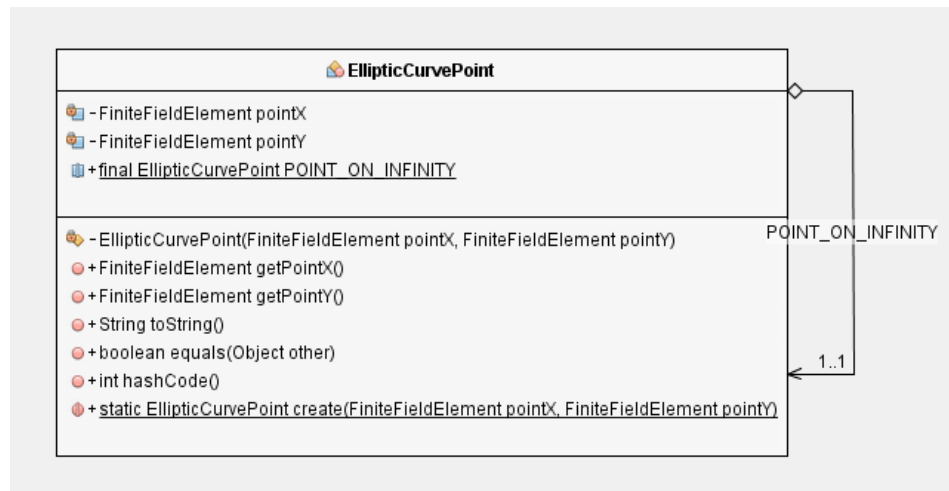 EllipticCurvePoint
-FiniteFieldElement pointX
-FiniteFieldElement pointY
+final EllipticCurvePoint POINT_ON_INFINITY
-EllipticCurvePoint(FiniteFieldElement pointX, FiniteFieldElement pointY)
POINT_ON_INFINITY
+FiniteFieldElement getPointX()
+FiniteFieldElement getPointY()
+String toString()
+boolean equals(Object other)
1..1
+int hashCode()
+static EllipticCurvePoint create(FiniteFieldElement pointX, FiniteFieldElement pointY)